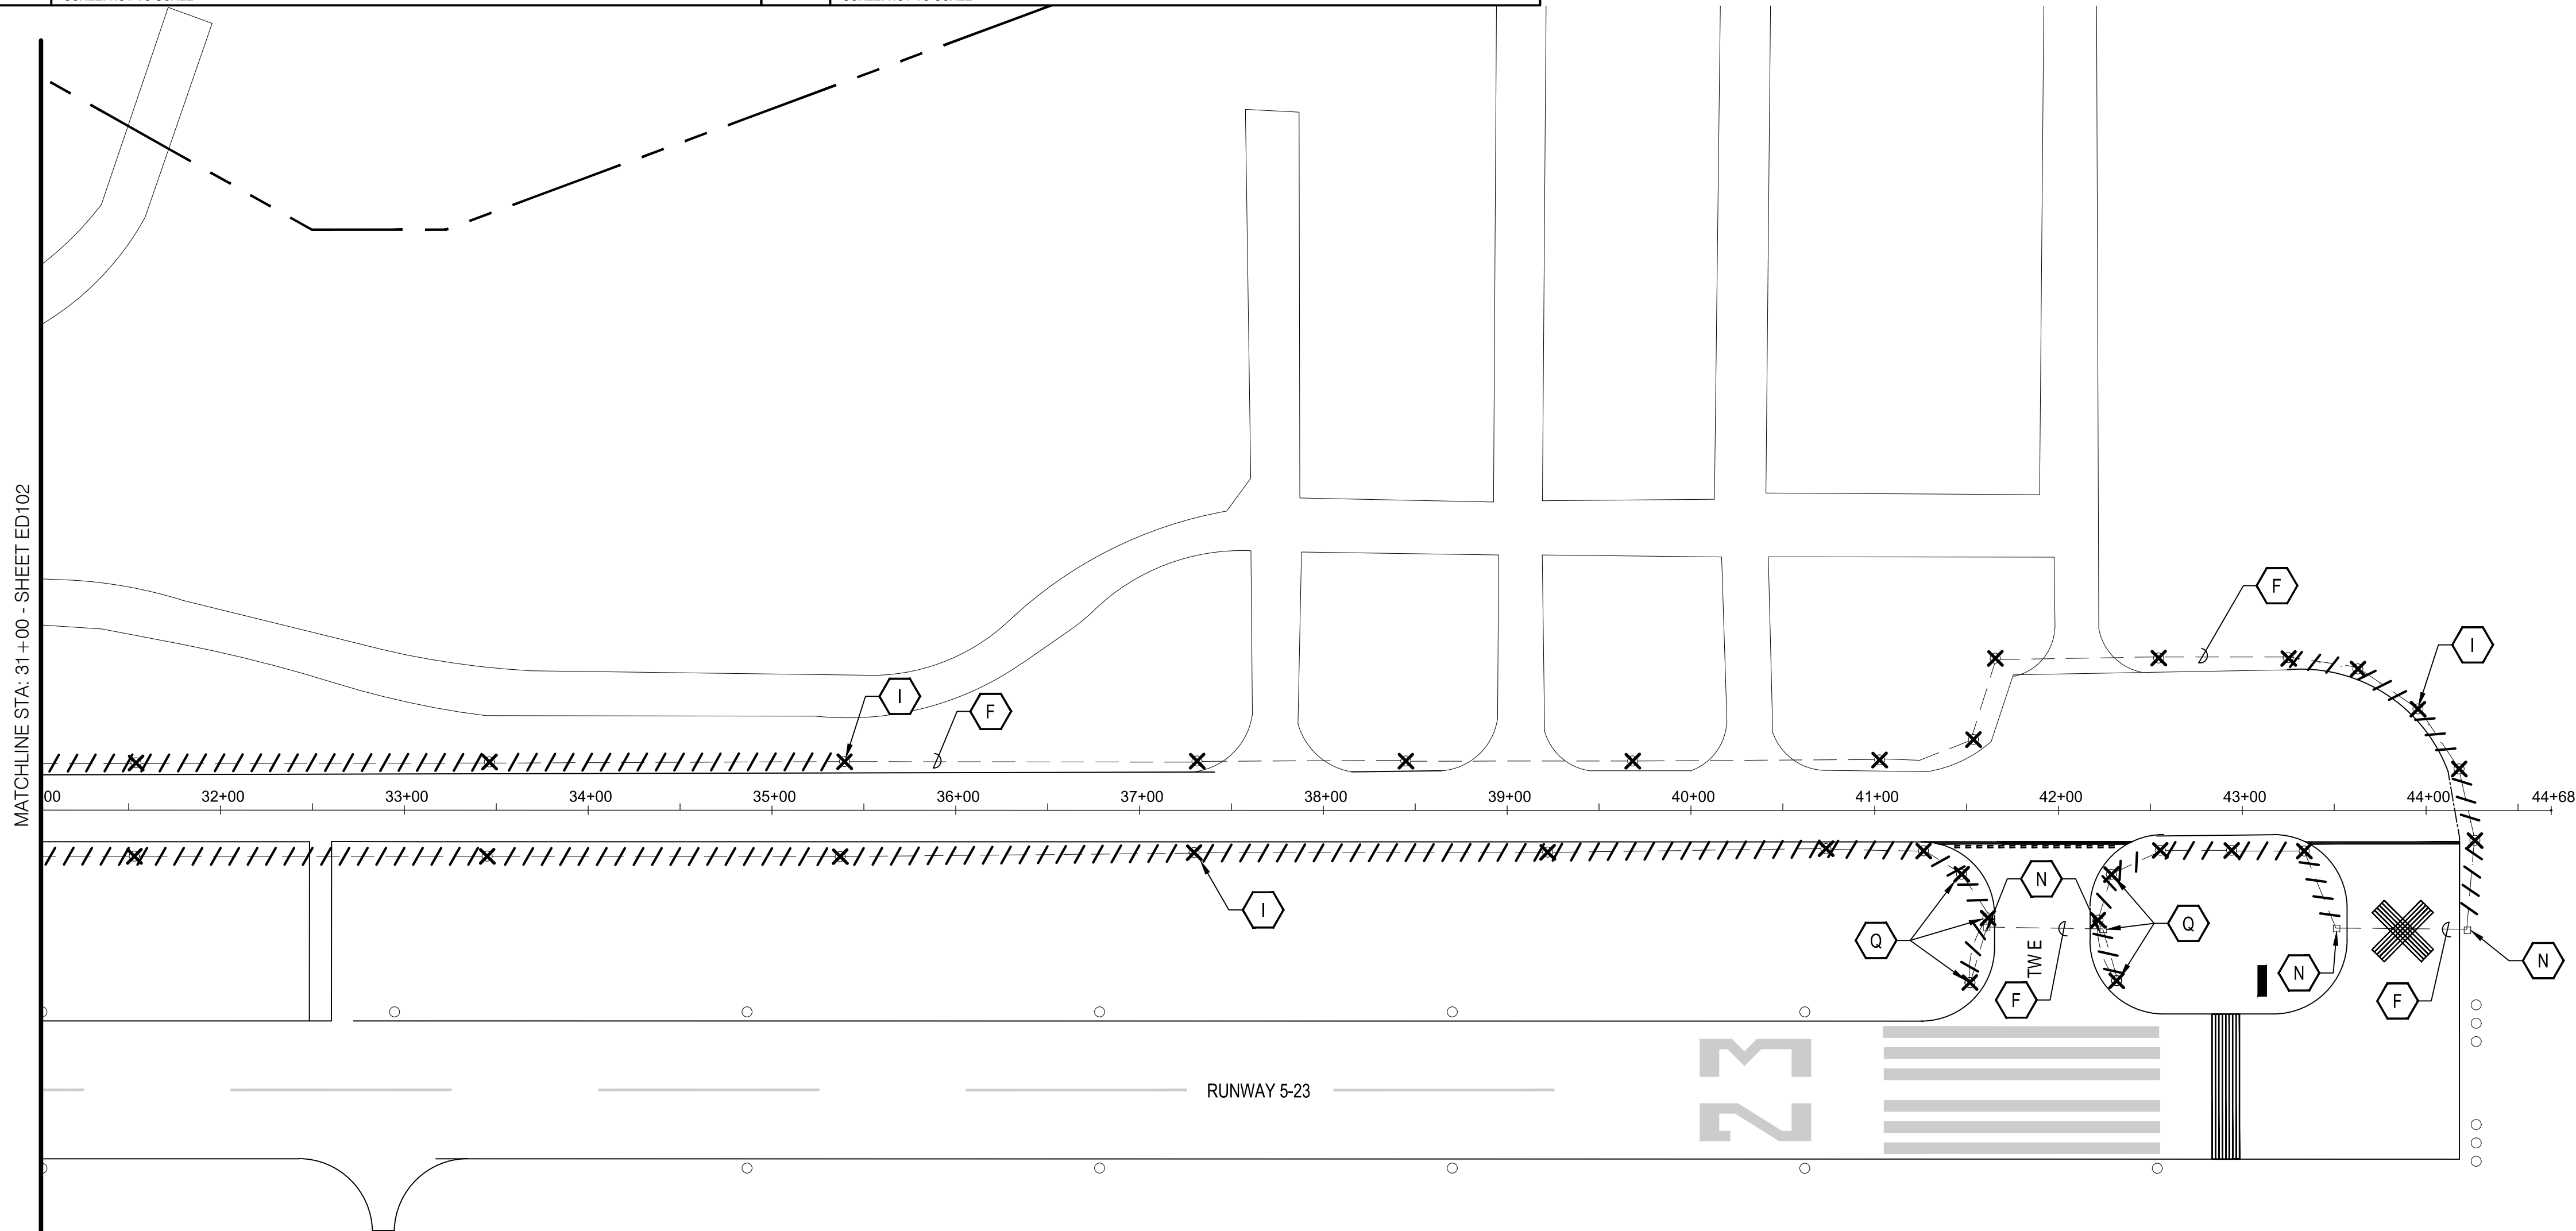 MATCHLINE STA: 31+00 - SHEET ED102
F
I
I
F
00 32+00 33+00 34+00 35+00 36+00 37+00 38+00 39+00 40+00 41+00 42+00 43+00 44+00 44+68
I
N
Q
Q
TW E
N
N
F
F
23
RUNWAY 5-23